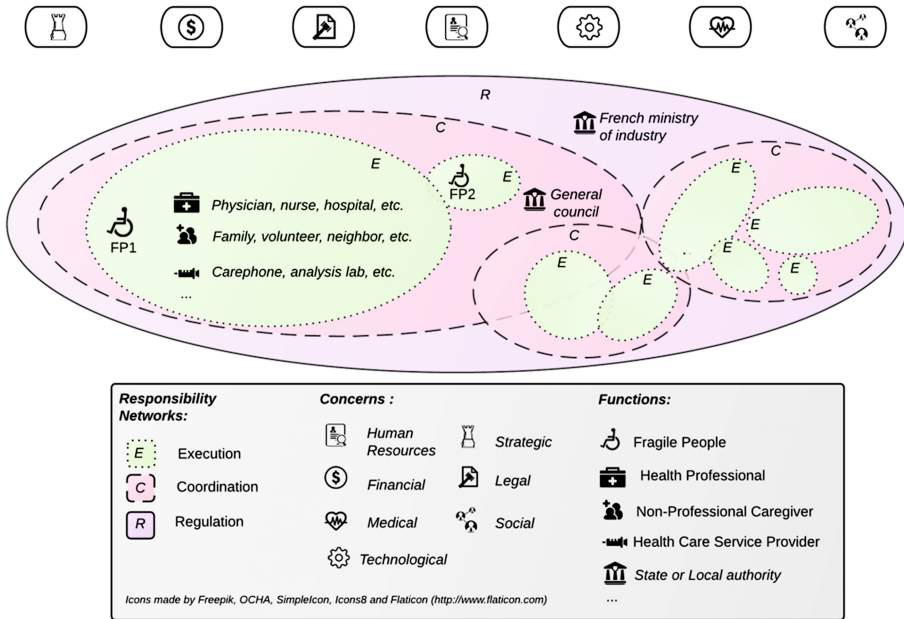 R
French ministry
of industry
C
C
E
E
E
FP2
General
council
Physician, nurse, hospital, etc.
FP1
Family, volunteer, neighbor, etc.
C
E
E
E
E
E
Carephone, analysis lab, etc.
...
Responsibility
Networks:
E Execution
C Coordination
R Regulation
Concerns :
Human
Resources
Strategic
Financial
Legal
Medical
Social
Technological
Functions:
Fragile People
Health Professional
Non-Professional Caregiver
Health Care Service Provider
State or Local authority
...
Icons made by Freepik, OCHA, SimpleIcon, Icons8 and Flaticon (http://www.flaticon.com)